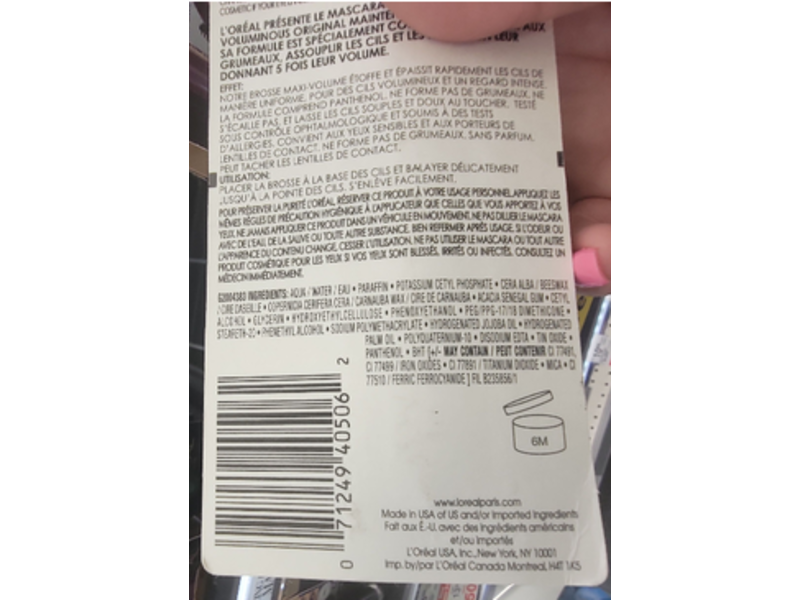 COSMETIC
L'ORÉAL PRÉSENTE LE MASCARA
VOLUMINOUS ORIGINAL
SA FORMULE EST SPÉCIALEMENT AUX
GRUMEAUX, ASSOUPLIR LES CILS ET LEUR
DONNANT 5 FOIS LEUR VOLUME.
EFFET:
NOTRE BROSSE MAXI-VOLUME ÉTOFFE ET ÉPAISSIT RAPIDEMENT LES CILS DE
MANIÈRE UNIFORME, POUR DES CILS VOLUMINEUX ET UN REGARD INTENSE.
LA FORMULE COMPREND PANTHENOL. NE FORME PAS DE GRUMEAUX, NE
S'ÉCAILLE PAS, ET LAISSE LES CILS SOUPLES ET DOUX AU TOUCHER. TESTÉ
SOUS CONTRÔLE OPHTALMOLOGIQUE ET SOUMIS À DES TESTS
D'ALLERGIES. CONVIENT AUX YEUX SENSIBLES ET AUX PORTEURS DE
LENTILLES DE CONTACT. NE FORME PAS DE GRUMEAUX. SANS PARFUM.
PEUT TACHER LES LENTILLES DE CONTACT.
UTILISATION:
PLACER LA BROSSE À LA BASE DES CILS ET BALAYER DÉLICATEMENT
JUSQU'À LA POINTE DES CILS. S'ENLÈVE FACILEMENT.
POUR PRÉSERVER LA PURETÉ L'ORÉAL, RÉSERVER CE PRODUIT À VOTRE USAGE PERSONNEL. APPLIQUEZ LES
MÊMES RÈGLES DE PRÉCAUTION HYGIÉNIQUE À L'APPLICATEUR QUE CELLES QUE VOUS APPORTEZ À VOS
YEUX. NE JAMAIS APPLIQUER CE PRODUIT DANS UN VÉHICULE EN MOUVEMENT. NE PAS DILUER LE MASCARA
AVEC DE L'EAU, DE LA SALIVE OU TOUTE AUTRE SUBSTANCE. BIEN REFERMER APRÈS USAGE. SI L'ODEUR OU
L'APPARENCE DU CONTENU CHANGE, CESSER L'UTILISATION. NE PAS UTILISER LE MASCARA OU TOUT AUTRE
PRODUIT COSMÉTIQUE POUR LES YEUX SI VOS YEUX SONT BLESSÉS, IRRITÉS OU INFECTÉS. CONSULTEZ UN
MÉDECIN IMMÉDIATEMENT.
G2004383 INGREDIENTS: AQUA / WATER / EAU • PARAFFIN • POTASSIUM CETYL PHOSPHATE • CERA ALBA / BEESWAX
/ CIRE D'ABEILLE • COPERNICIA CERIFERA CERA / CARNAUBA WAX / CIRE DE CARNAUBA • ACACIA SENEGAL GUM • CETYL
ALCOHOL • GLYCERIN • HYDROXYETHYLCELLULOSE • PHENOXYETHANOL • PEG/PPG-17/18 DIMETHICONE •
STEARETH-20 • PHENETHYL ALCOHOL • SODIUM POLYMETHACRYLATE • HYDROGENATED JOJOBA OIL • HYDROGENATED
PALM OIL • POLYQUATERNIUM-10 • DISODIUM EDTA • TIN OXIDE •
PANTHENOL • BHT [+/- MAY CONTAIN / PEUT CONTENIR CI 77491,
CI 77499 / IRON OXIDES • CI 77891 / TITANIUM DIOXIDE • MICA • CI
77510 / FERRIC FERROCYANIDE ] FIL B235856/1
0 71249 40506 2
6M
www.lorealparis.com
Made in USA of US and/or imported ingredients
Fait aux É.-U. avec des ingrédients américains
et/ou importés
L'Oréal USA, Inc., New York, NY 10001
Imp. by/par L'Oréal Canada Montreal, H4T 1K5